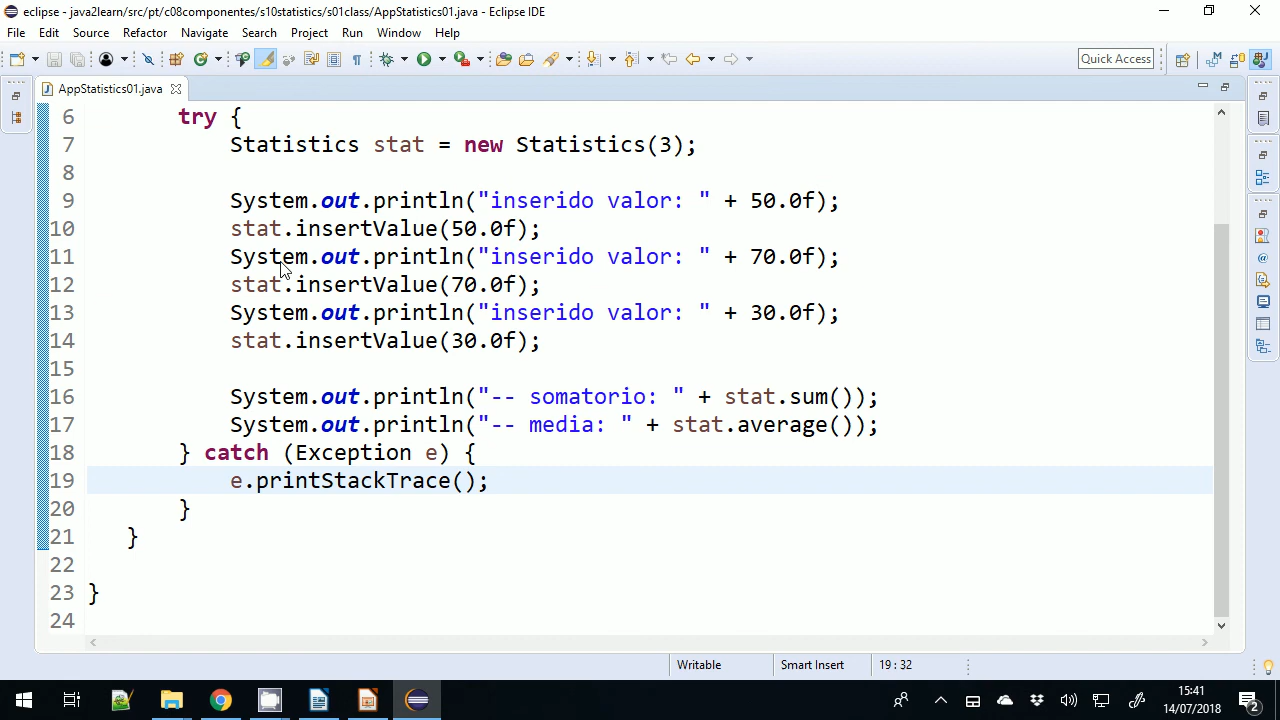 eclipse - java2learn/src/pt/c08componentes/s10statistics/s01class/AppStatistics01.java - Eclipse IDE
File Edit Source Refactor Navigate Search Project Run Window Help
Quick Access
AppStatistics01.java
6 try {
7 Statistics stat = new Statistics(3);
8
9 System.out.println("inserido valor: " + 50.0f);
10 stat.insertValue(50.0f);
11 System.out.println("inserido valor: " + 70.0f);
12 stat.insertValue(70.0f);
13 System.out.println("inserido valor: " + 30.0f);
14 stat.insertValue(30.0f);
15
16 System.out.println("-- somatorio: " + stat.sum());
17 System.out.println("-- media: " + stat.average());
18 } catch (Exception e) {
19 e.printStackTrace();
20 }
21 }
22
23 }
24
Writable Smart Insert 19 : 32
15:41
14/07/2018
2